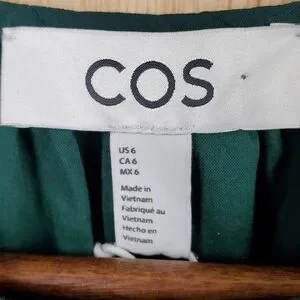 COS
US 6
CA 6
MX 6
Made in
Vietnam
Fabriqué au
Vietnam
Hecho en
Vietnam